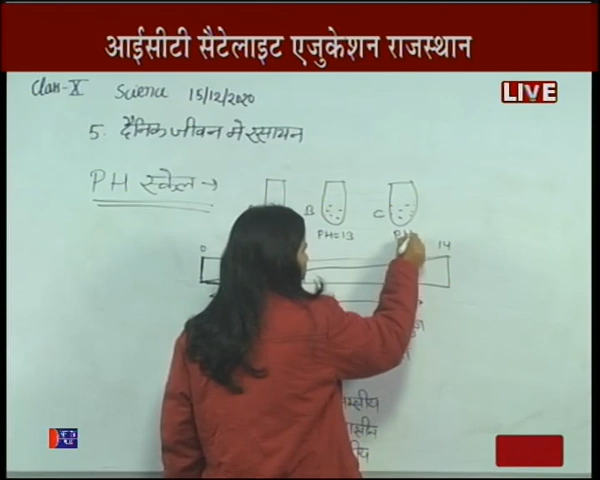 आईसीटी सैटेलाइट एजुकेशन राजस्थान
LIVE
Class-X Science 15/12/2020
5. दैनिक जीवन मे रसायन
PH स्केल →
B C
PH=13 PH
0 14